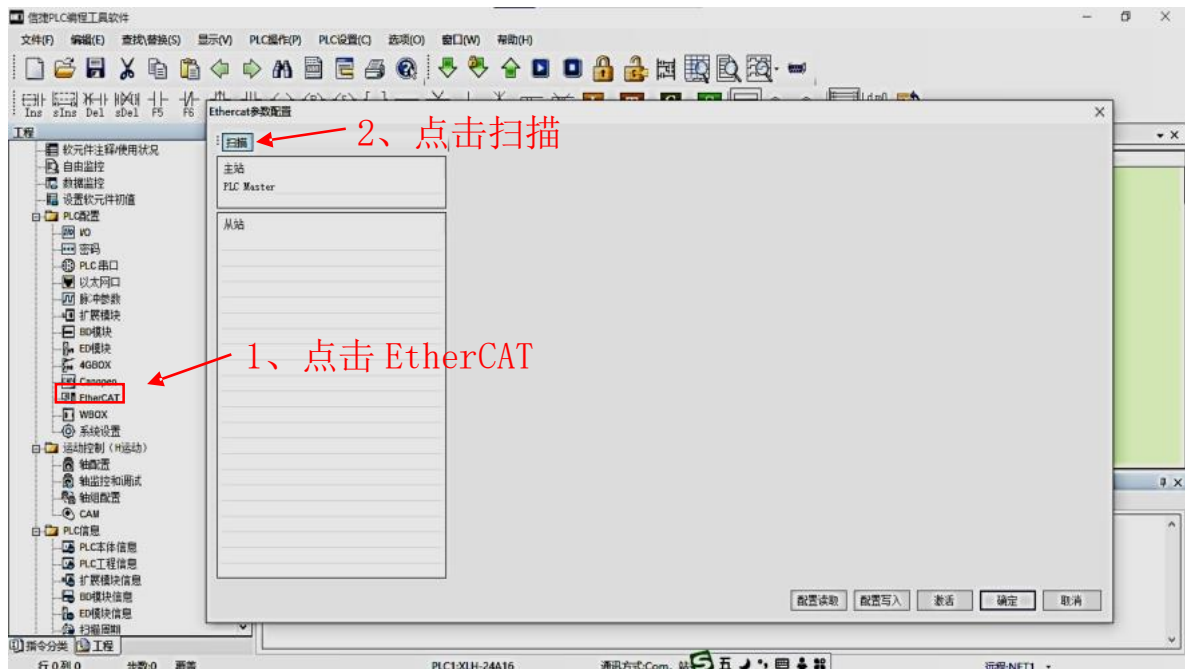 信捷PLC编程工具软件
文件(F) 编辑(E) 查找\替换(S) 显示(V) PLC操作(P) PLC设置(C) 选项(O) 窗口(W) 帮助(H)
Ins sIns Del sDel F5 F6
Ethercat参数配置
工程
扫描
2、点击扫描
软元件注释/使用状况
自由监控
数据监控
设置软元件初值
PLC配置
I/O
密码
PLC串口
以太网口
脉冲参数
扩展模块
BD模块
ED模块
4GBOX
Canopen
EtherCAT
WBOX
系统设置
运动控制（H运动）
轴配置
轴监控和调试
轴组配置
CAM
PLC信息
PLC本体信息
PLC工程信息
扩展模块信息
BD模块信息
ED模块信息
扫描周期
主站
PLC Master
从站
1、点击 EtherCAT
配置读取 配置写入 激活 确定 取消
指令分类 工程
行 0,列 0 步数:0 覆盖 PLC1:XLH-24A16 通讯方式:Com, 站 五 远程:NET1